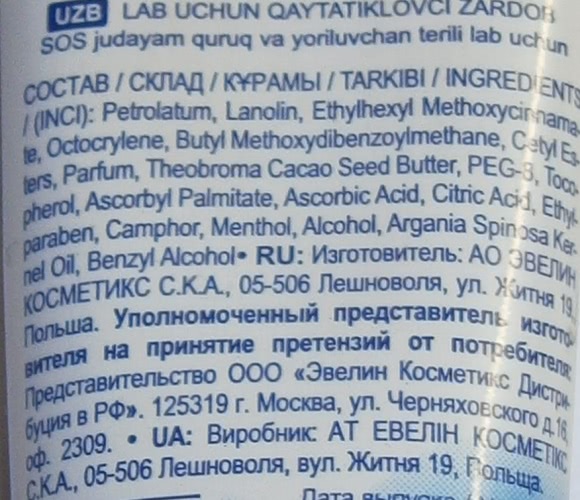 UZB LAB UCHUN QAYTATIKLOVCI ZARDOB
SOS judayam quruq va yoriluvchan terili lab uchun
СОСТАВ / СКЛАД / ҚҰРАМЫ / TARKIBI / INGREDIENTS
/ (INCI): Petrolatum, Lanolin, Ethylhexyl Methoxycinnama-
te, Octocrylene, Butyl Methoxydibenzoylmethane, Cetyl Es-
ters, Parfum, Theobroma Cacao Seed Butter, PEG-8, Toco-
pherol, Ascorbyl Palmitate, Ascorbic Acid, Citric Acid, Ethyl-
paraben, Camphor, Menthol, Alcohol, Argania Spinosa Ker-
nel Oil, Benzyl Alcohol• RU: Изготовитель: АО ЭВЕЛИН
КОСМЕТИКС С.К.А., 05-506 Лешноволя, ул. Житня 19,
Польша. Уполномоченный представитель изгото-
вителя на принятие претензий от потребителя:
Представительство ООО «Эвелин Косметикс Дистри-
буция в РФ». 125319 г. Москва, ул. Черняховского д.16,
оф. 2309. • UA: Виробник: АТ ЕВЕЛІН КОСМЕТІКС
С.К.А., 05-506 Лешноволя, вул. Житня 19, Польща.
Дата выпуска